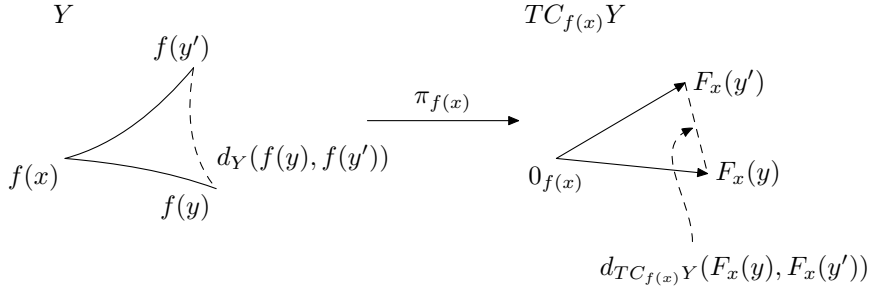 Y
TC_{f(x)}Y
f(y')
F_x(y')
π_{f(x)}
d_Y(f(y), f(y'))
f(x)
0_{f(x)}
F_x(y)
f(y)
d_{TC_{f(x)}Y}(F_x(y), F_x(y'))